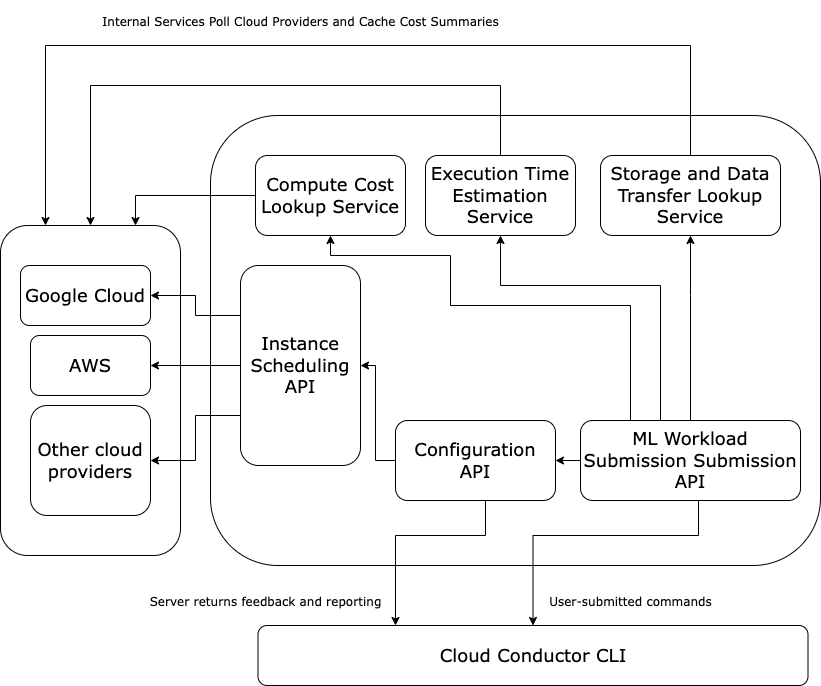 Internal Services Poll Cloud Providers and Cache Cost Summaries
Compute Cost
Lookup Service
Execution Time
Estimation
Service
Storage and Data
Transfer Lookup
Service
Google Cloud
AWS
Other cloud
providers
Instance
Scheduling
API
Configuration
API
ML Workload
Submission Submission
API
Server returns feedback and reporting
User-submitted commands
Cloud Conductor CLI